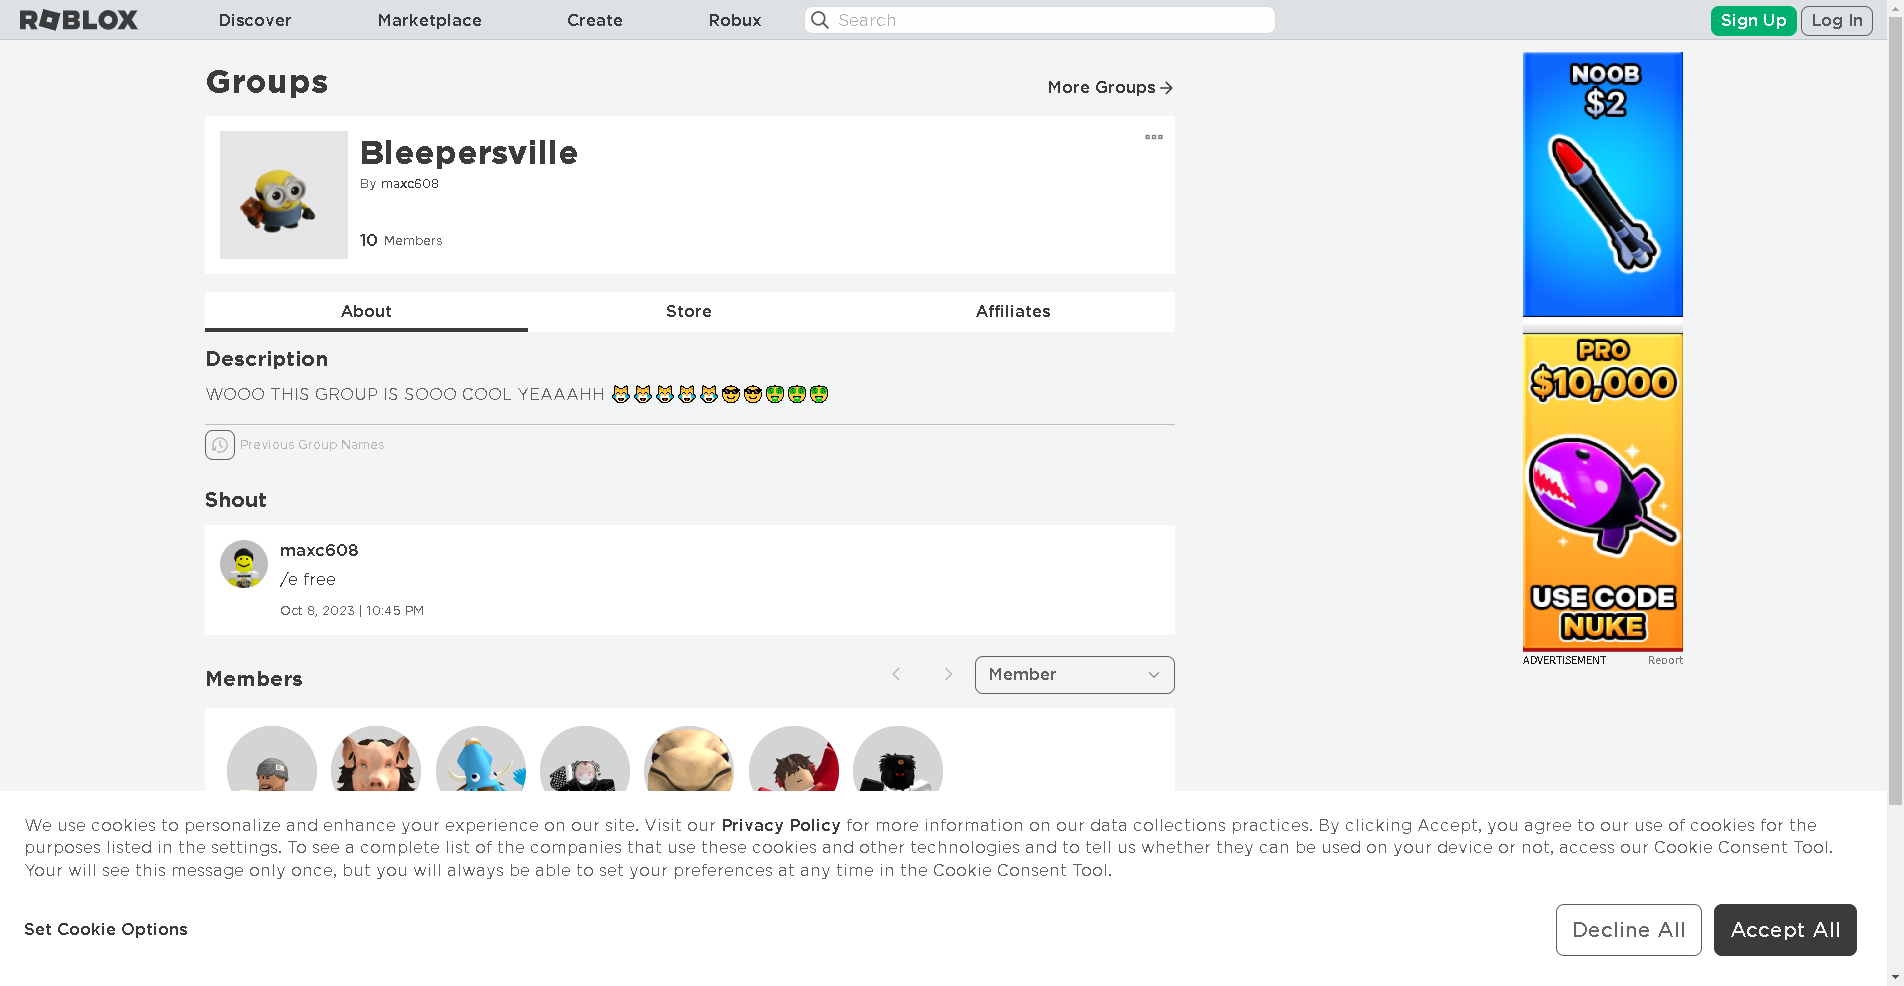 ROBLOX Discover Marketplace Create Robux Search Sign Up Log In
Groups
More Groups
Bleepersville
By maxc608
10 Members
About Store Affiliates
Description
WOOO THIS GROUP IS SOOO COOL YEAAAHH 😹😹😹😹😹😎😎🤑🤑🤑
Previous Group Names
Shout
maxc608
/e free
Oct 8, 2023 | 10:45 PM
Members
Member
NOOB
$2
PRO
$10,000
USE CODE
NUKE
ADVERTISEMENT Report
We use cookies to personalize and enhance your experience on our site. Visit our Privacy Policy for more information on our data collections practices. By clicking Accept, you agree to our use of cookies for the
purposes listed in the settings. To see a complete list of the companies that use these cookies and other technologies and to tell us whether they can be used on your device or not, access our Cookie Consent Tool.
Your will see this message only once, but you will always be able to set your preferences at any time in the Cookie Consent Tool.
Set Cookie Options
Decline All
Accept All